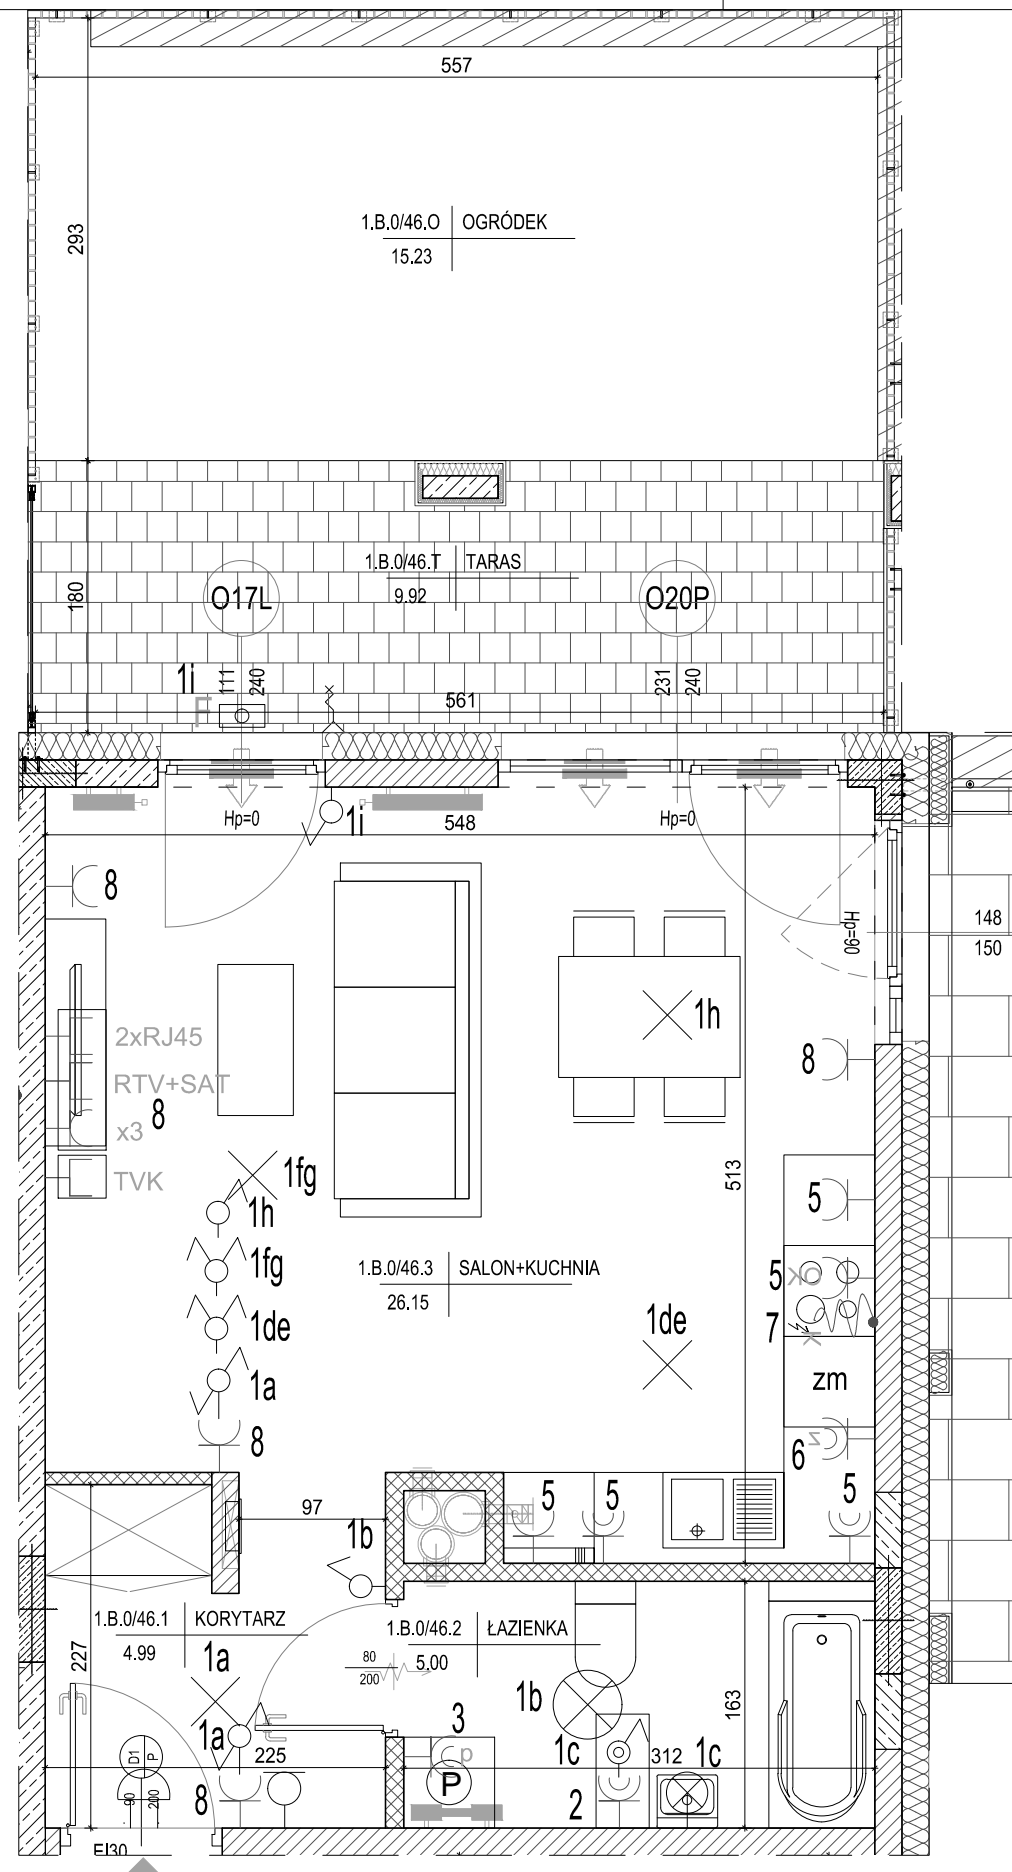 557
293
1.B.0/46.O OGRÓDEK
15.23
180
1.B.0/46.T TARAS
9.92
O17L
O20P
1i
111
240
231
240
F
561
Hp=0
1i
548
Hp=0
8
Hp=90
148
150
2xRJ45
RTV+SAT
8
x3
TVK
1h
8
1fg
1h
513
5
1fg
1.B.0/46.3 SALON+KUCHNIA
26.15
5
OK
1de
1de
7
K
1a
zm
8
6
Z
97
5
5
5
1b
1.B.0/46.1 KORYTARZ
4.99
1.B.0/46.2 ŁAZIENKA
5.00
80
200
227
1a
1b
163
1a
3
p
1c
312
1c
D1
P
225
P
90
200
8
2
EI30